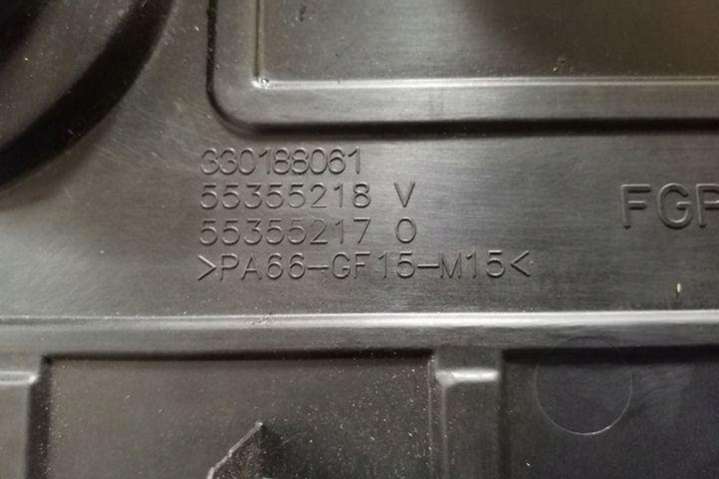 330188061
55355218 V
55355217 O
>PA66-GF15-M15<
FGP